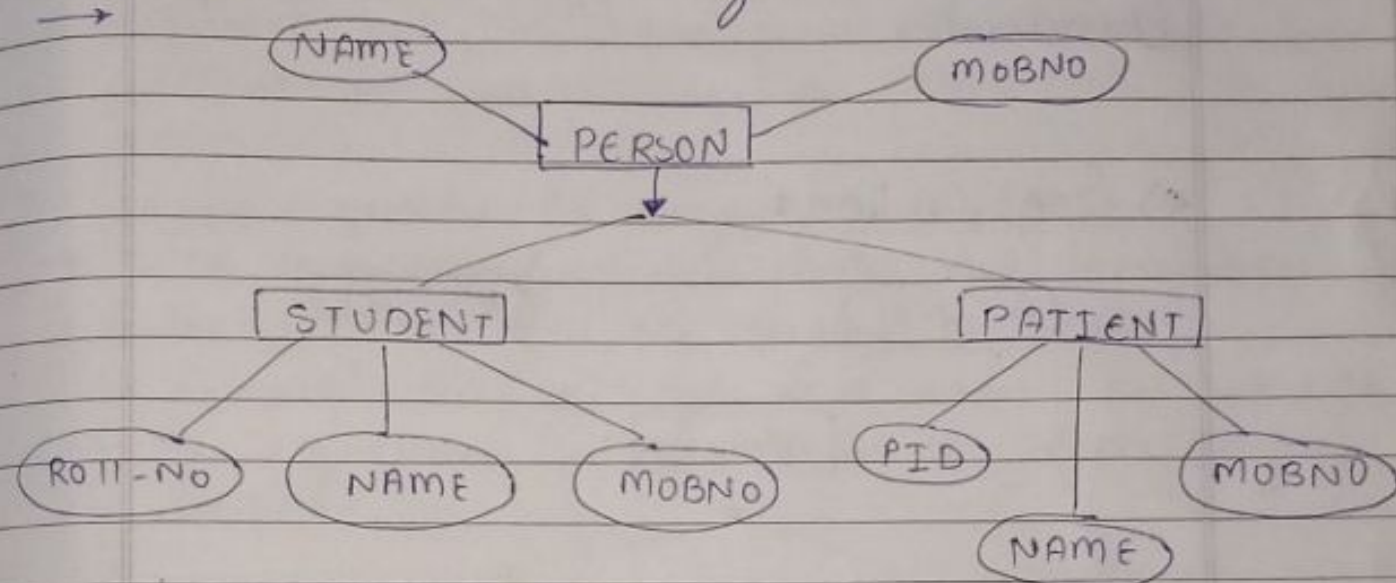 NAME
MOBNO
PERSON
STUDENT
PATIENT
ROll-NO
NAME
MOBNO
PID
MOBNO
NAME